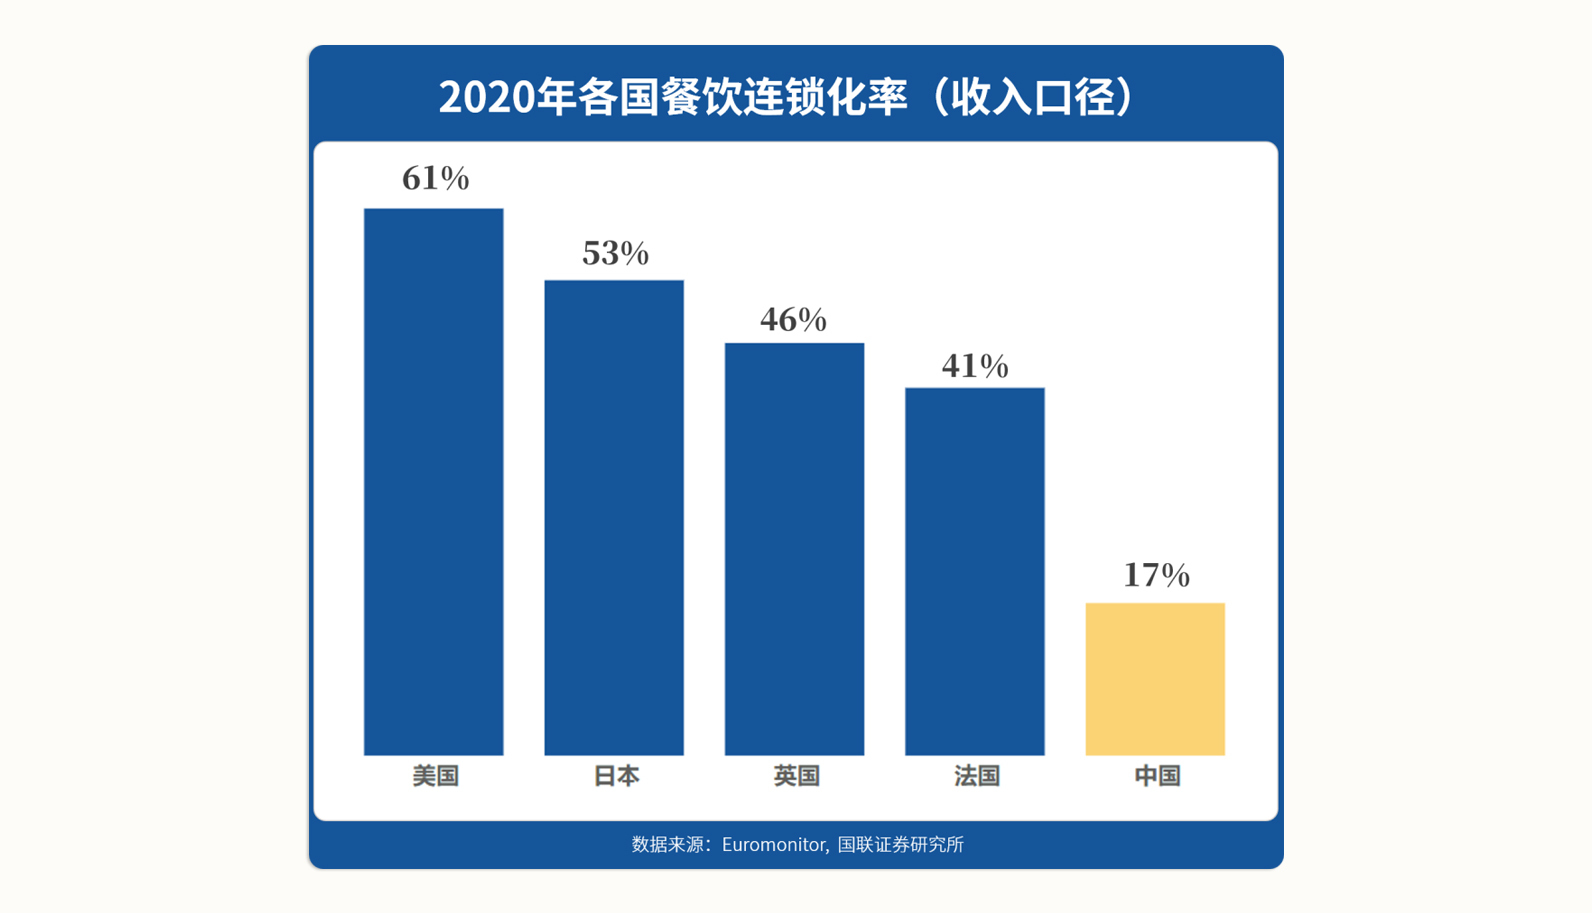 2020年各国餐饮连锁化率（收入口径）
61%
53%
46%
41%
17%
美国
日本
英国
法国
中国
数据来源：Euromonitor, 国联证券研究所